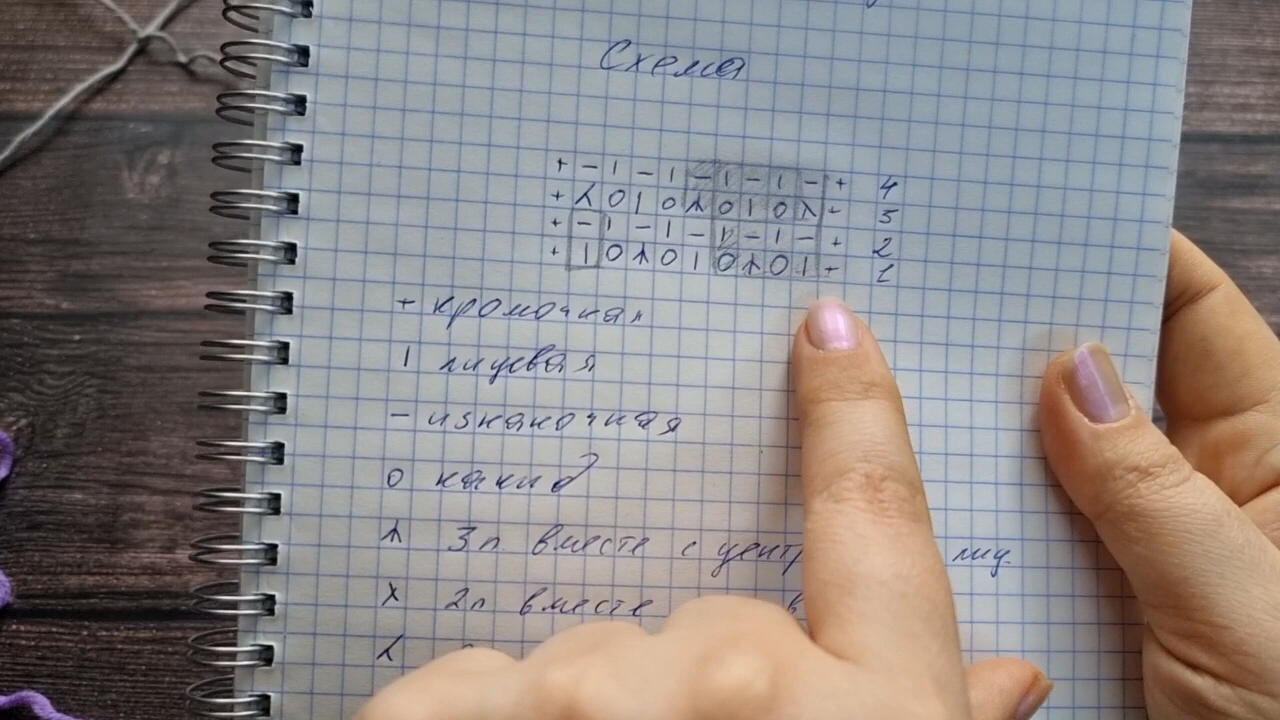 Схема
+ − 1 − 1 − 1 − 1 − + 4
+ ⅄ 0 1 0 ⅄ 0 1 0 λ + 3
+ − 1 − 1 − 1 − 1 − + 2
+ 1 0 ⅄ 0 1 0 ⅄ 0 1 + 1
+ кромочная
1 лицевая
− изнаночная
0 накид
⅄ 3п вместе с лиц.
λ 2п вместе
⅄